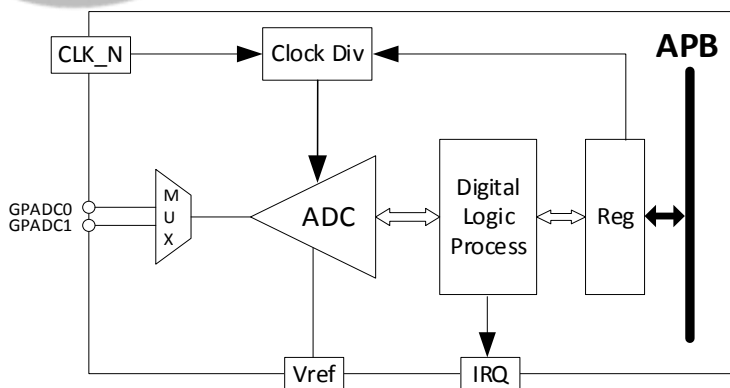 CLK_N
Clock Div
APB
GPADC0
GPADC1
M
U
X
ADC
Digital
Logic
Process
Reg
Vref
IRQ